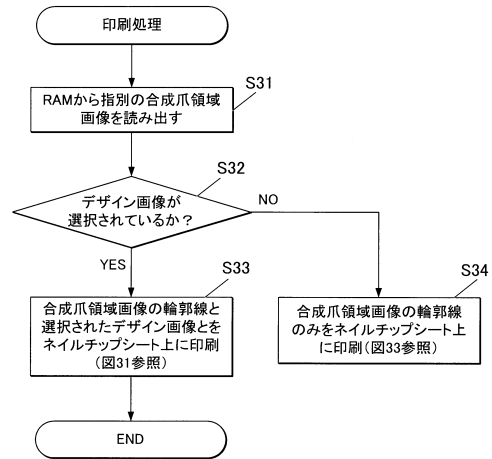 印刷処理
S31
RAMから指別の合成爪領域
画像を読み出す
S32
デザイン画像が
選択されているか？
NO
YES
S33
合成爪領域画像の輪郭線と
選択されたデザイン画像とを
ネイルチップシート上に印刷
（図31参照）
S34
合成爪領域画像の輪郭線
のみをネイルチップシート上
に印刷（図33参照）
END